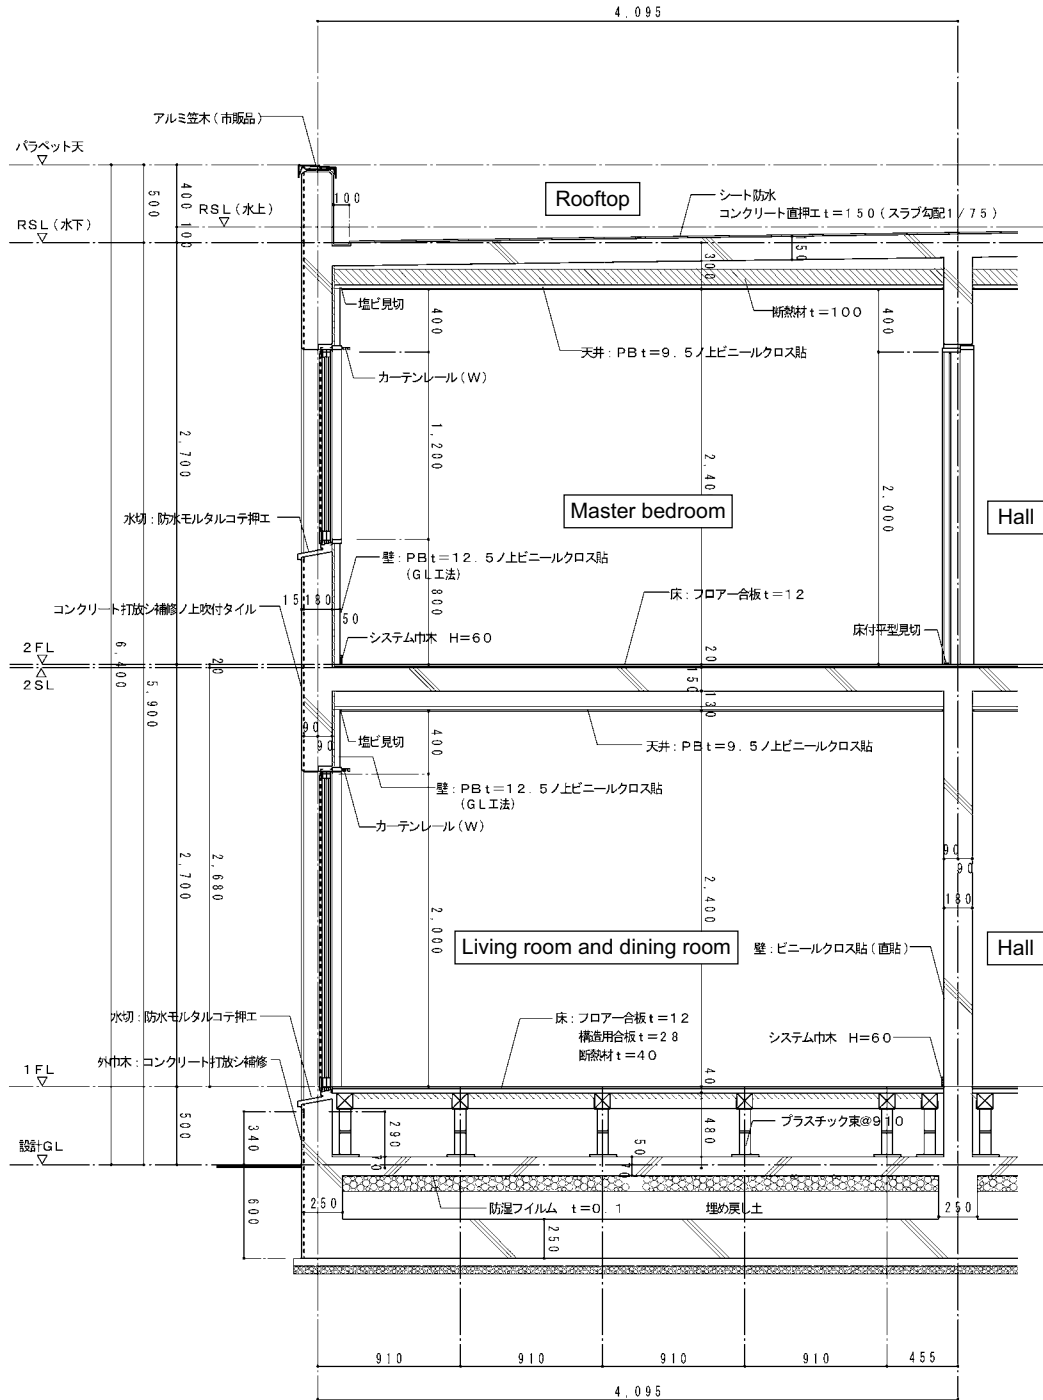 4,095
アルミ笠木(市販品)
パラペット天
400
500
100
RSL(水上)
100
Rooftop
シート防水
コンクリート直押エt=150(スラブ勾配1/75)
RSL(水下)
50
300
塩ビ見切
断熱材t=100
400
400
天井:PBt=9.5ノ上ビニールクロス貼
カーテンレール(W)
2,700
1,200
2,40
2,000
Master bedroom
Hall
水切:防水モルタルコテ押エ
壁:PBt=12.5ノ上ビニールクロス貼
(GL工法)
800
床:フロアー合板t=12
15
180
50
コンクリート打放シ補修ノ上吹付タイル
システム巾木 H=60
床付平型見切
2FL
2SL
6,400
5,900
20
20
150
130
90
90
塩ビ見切
400
天井:PBt=9.5ノ上ビニールクロス貼
壁:PBt=12.5ノ上ビニールクロス貼
(GL工法)
カーテンレール(W)
2,700
2,680
2,000
2,400
90
90
180
Living room and dining room
壁:ビニールクロス貼(直貼)
Hall
水切:防水モルタルコテ押エ
床:フロアー合板t=12
構造用合板t=28
断熱材t=40
システム巾木 H=60
外巾木:コンクリート打放シ補修
1FL
40
500
340
290
480
プラスチック束@910
設計GL
70
50
70
600
250
防湿フイルム t=0.1
埋め戻し土
250
250
910
910
910
910
455
4,095